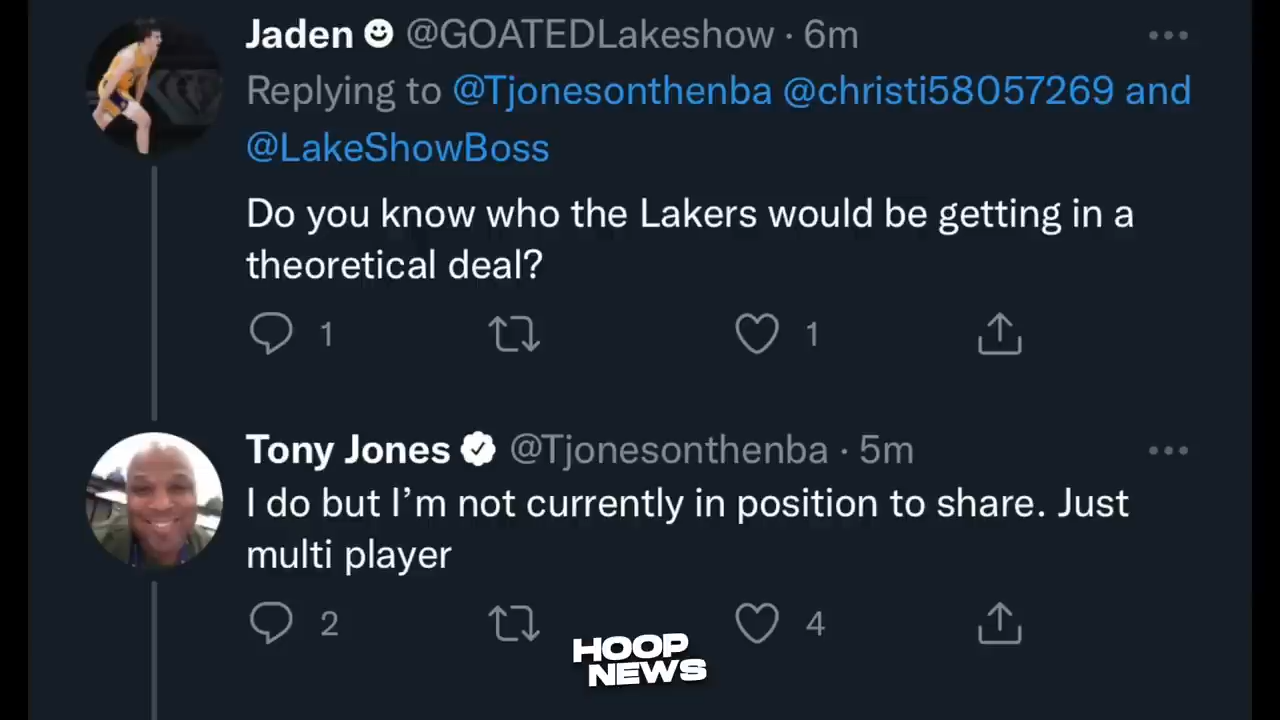 Jaden @GOATEDLakeshow · 6m
Replying to @Tjonesonthenba @christi58057269 and
@LakeShowBoss
Do you know who the Lakers would be getting in a
theoretical deal?
1 1
Tony Jones @Tjonesonthenba · 5m
I do but I'm not currently in position to share. Just
multi player
2 4
HOOP
NEWS